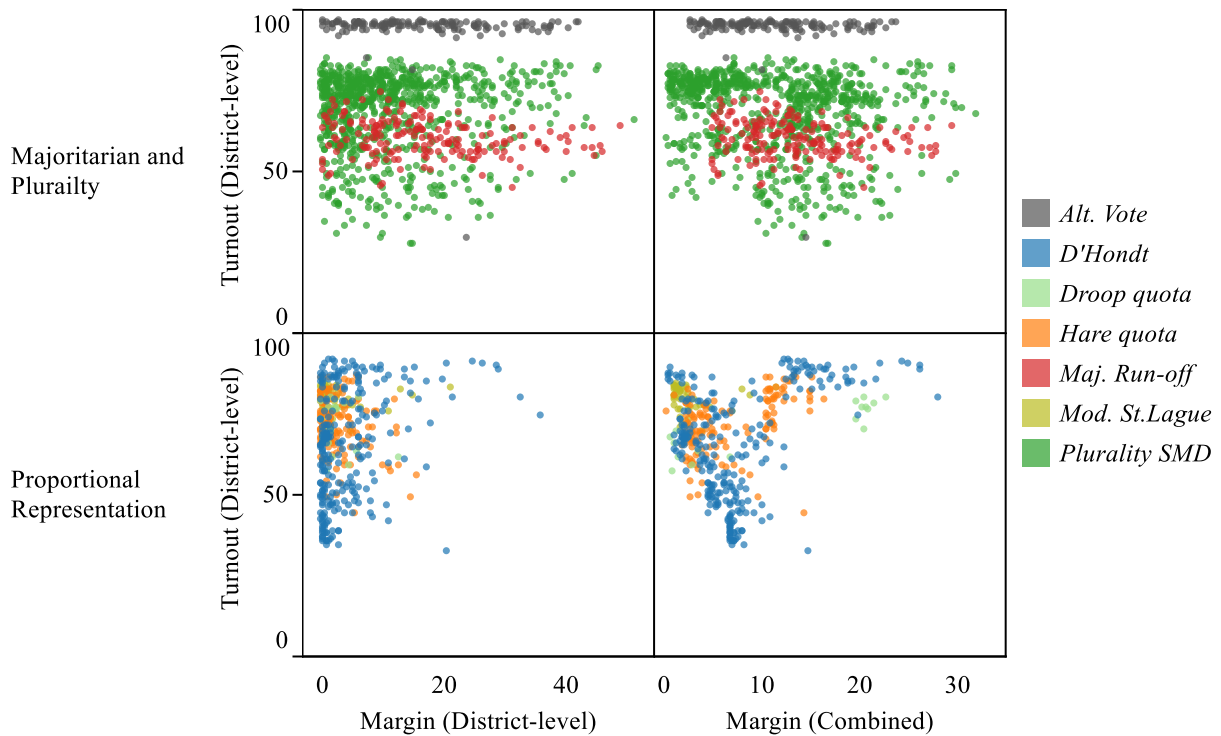 100
Turnout (District-level)
Majoritarian and
Plurailty
50
0
100
Turnout (District-level)
Proportional
Representation
50
0
0 20 40
0 10 20 30
Margin (District-level)
Margin (Combined)
Alt. Vote
D'Hondt
Droop quota
Hare quota
Maj. Run-off
Mod. St.Lague
Plurality SMD